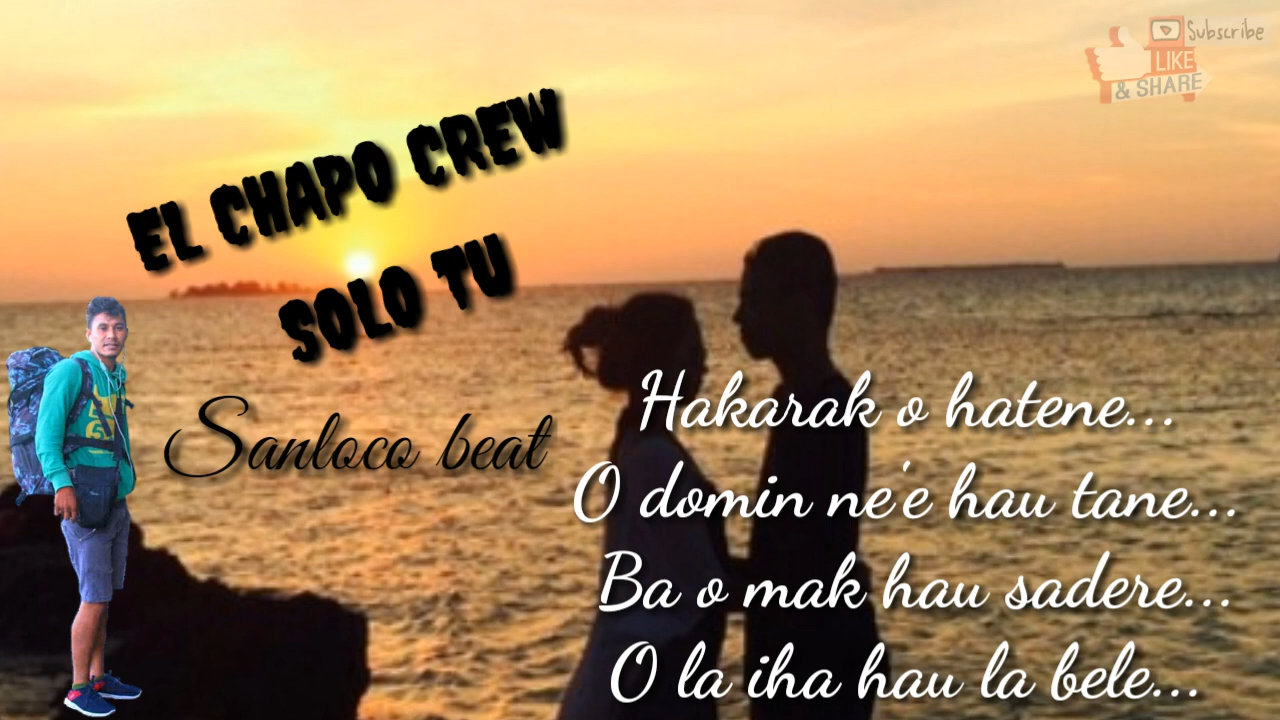 Subscribe
LIKE
& SHARE
EL CHAPO CREW
SOLO TU
Sanloco beat
Hakarak o hatene...
O domin ne'e hau tane...
Ba o mak hau sadere...
O la iha hau la bele...